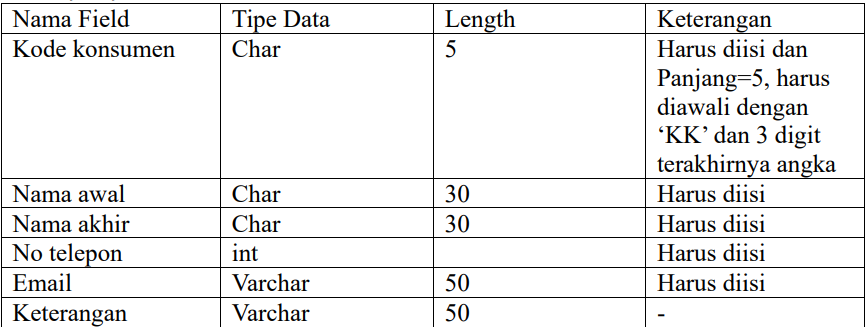 Nama Field Tipe Data Length Keterangan
Kode konsumen Char 5 Harus diisi dan
Panjang=5, harus
diawali dengan
‘KK’ dan 3 digit
terakhirnya angka
Nama awal Char 30 Harus diisi
Nama akhir Char 30 Harus diisi
No telepon int Harus diisi
Email Varchar 50 Harus diisi
Keterangan Varchar 50 -